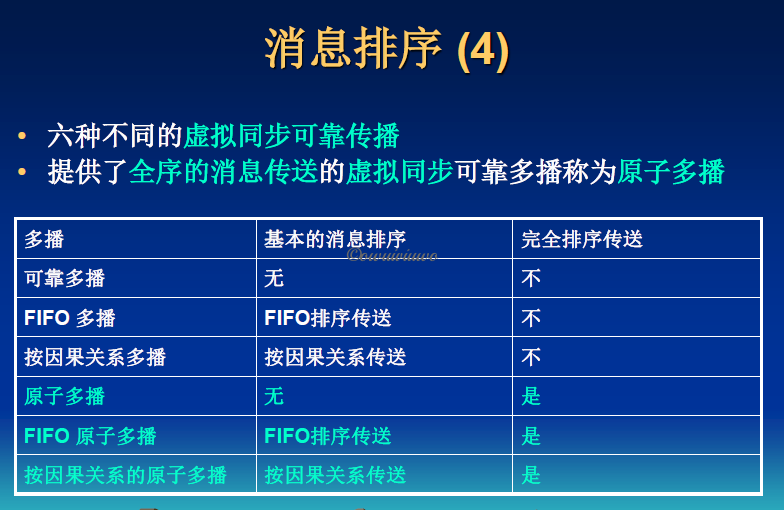 消息排序 (4)
• 六种不同的虚拟同步可靠传播
• 提供了全序的消息传送的虚拟同步可靠多播称为原子多播
多播 基本的消息排序 完全排序传送
可靠多播 无 不
FIFO 多播 FIFO排序传送 不
按因果关系多播 按因果关系传送 不
原子多播 无 是
FIFO 原子多播 FIFO排序传送 是
按因果关系的原子多播 按因果关系传送 是